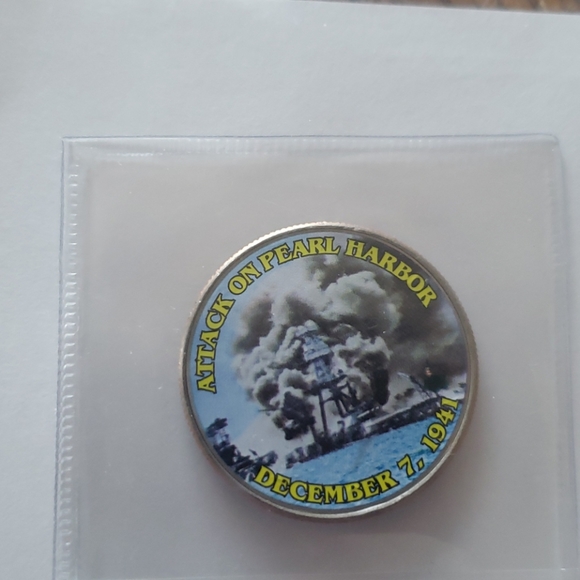 ATTACK ON PEARL HARBOR
DECEMBER 7, 1941